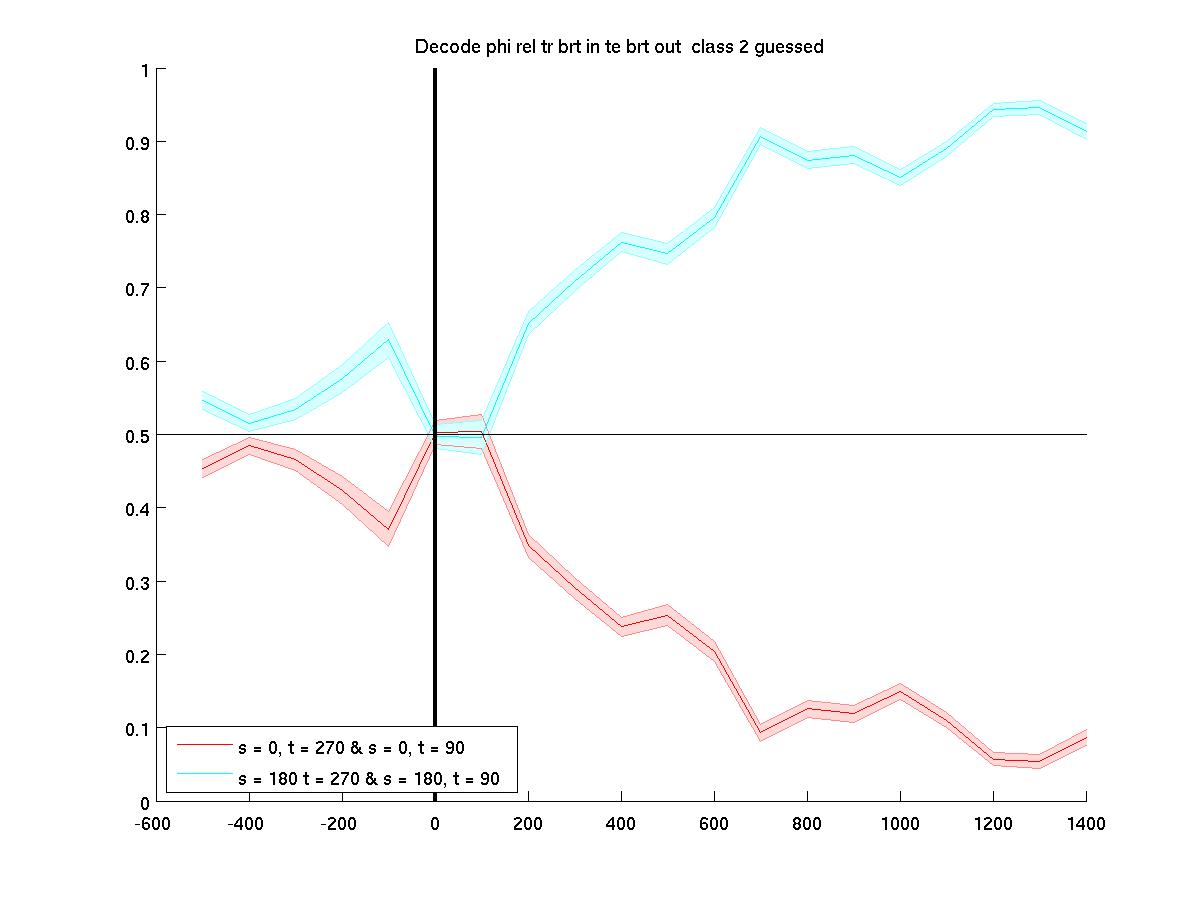 Decode phi rel tr brt in te brt out  class 2 guessed
1
0.9
0.8
0.7
0.6
0.5
0.4
0.3
0.2
0.1
0
s = 0, t = 270 & s = 0, t = 90
s = 180 t = 270 & s = 180, t = 90
-600 -400 -200 0 200 400 600 800 1000 1200 1400